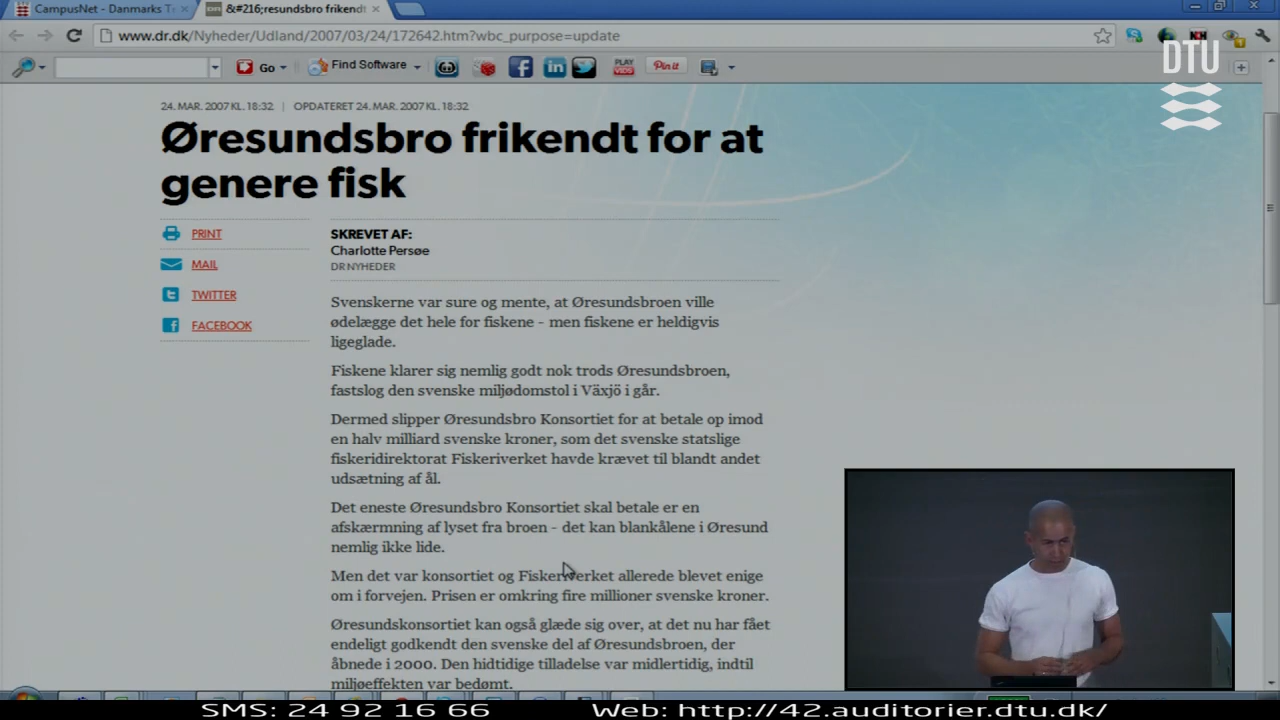 CampusNet - Danmarks T
&#216;resundsbro frikendt
www.dr.dk/Nyheder/Udland/2007/03/24/172642.htm?wbc_purpose=update
Go
Find Software
PLAY
VIDS
Pin it
DTU
24. MAR. 2007 KL. 18:32 | OPDATERET 24. MAR. 2007 KL. 18:32
Øresundsbro frikendt for at
genere fisk
PRINT
MAIL
TWITTER
FACEBOOK
SKREVET AF:
Charlotte Persøe
DR NYHEDER
Svenskerne var sure og mente, at Øresundsbroen ville
ødelægge det hele for fiskene - men fiskene er heldigvis
ligeglade.
Fiskene klarer sig nemlig godt nok trods Øresundsbroen,
fastslog den svenske miljødomstol i Växjö i går.
Dermed slipper Øresundsbro Konsortiet for at betale op imod
en halv milliard svenske kroner, som det svenske statslige
fiskeridirektorat Fiskeriverket havde krævet til blandt andet
udsætning af ål.
Det eneste Øresundsbro Konsortiet skal betale er en
afskærmning af lyset fra broen - det kan blankålene i Øresund
nemlig ikke lide.
Men det var konsortiet og Fiskeriverket allerede blevet enige
om i forvejen. Prisen er omkring fire millioner svenske kroner.
Øresundskonsortiet kan også glæde sig over, at det nu har fået
endeligt godkendt den svenske del af Øresundsbroen, der
åbnede i 2000. Den hidtidige tilladelse var midlertidig, indtil
miljøeffekten var bedømt.
SMS: 24 92 16 66 Web: http://42.auditorier.dtu.dk/